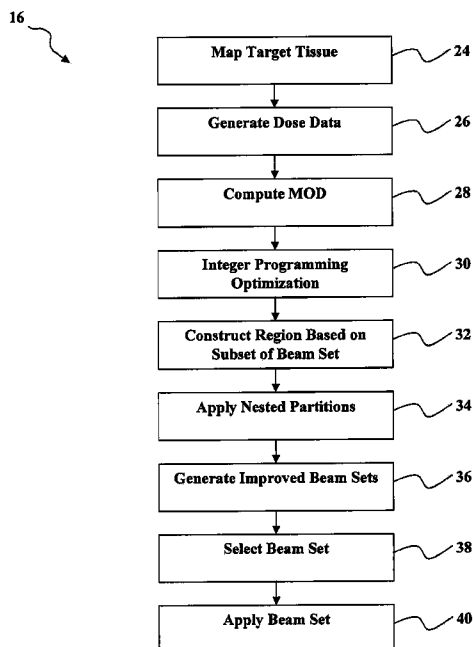 16
Map Target Tissue
24
Generate Dose Data
26
Compute MOD
28
Integer Programming
Optimization
30
Construct Region Based on
Subset of Beam Set
32
Apply Nested Partitions
34
Generate Improved Beam Sets
36
Select Beam Set
38
Apply Beam Set
40